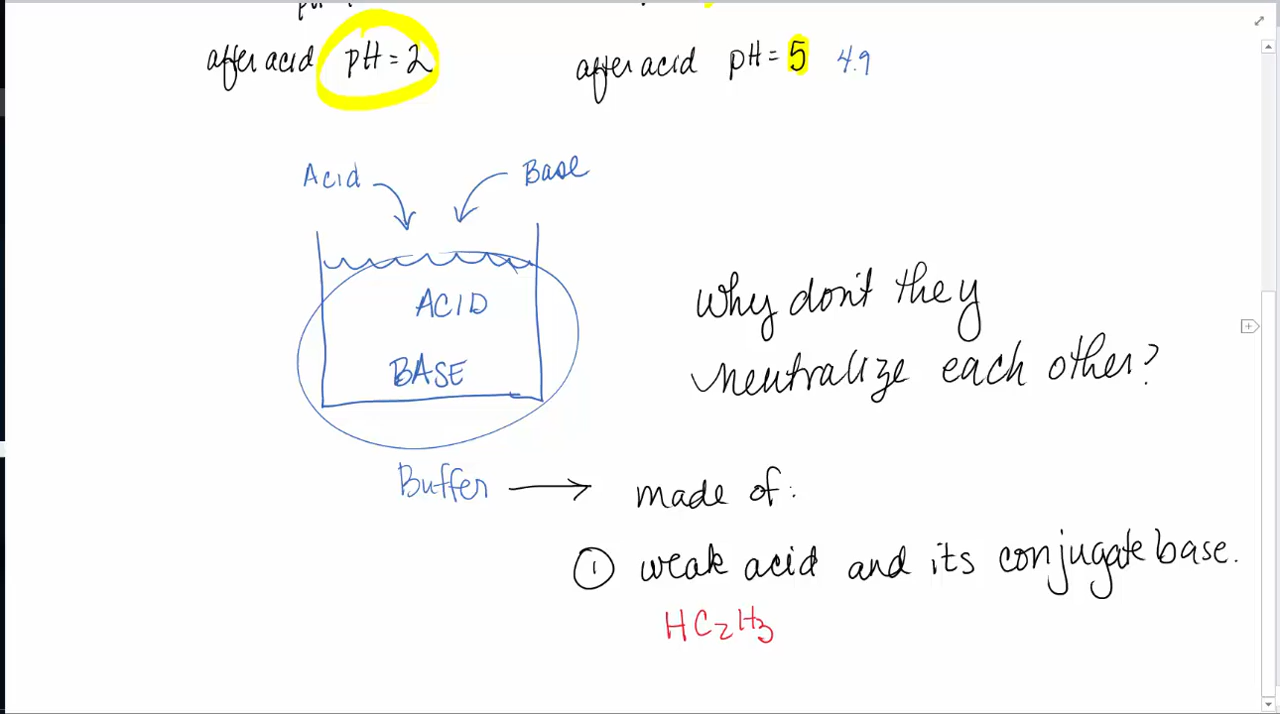 after acid pH = 2
after acid pH = 5 4.9
Acid
Base
ACID
BASE
why don't they
neutralize each other?
Buffer → made of:
① weak acid and its conjugate base.
HC₂H₃